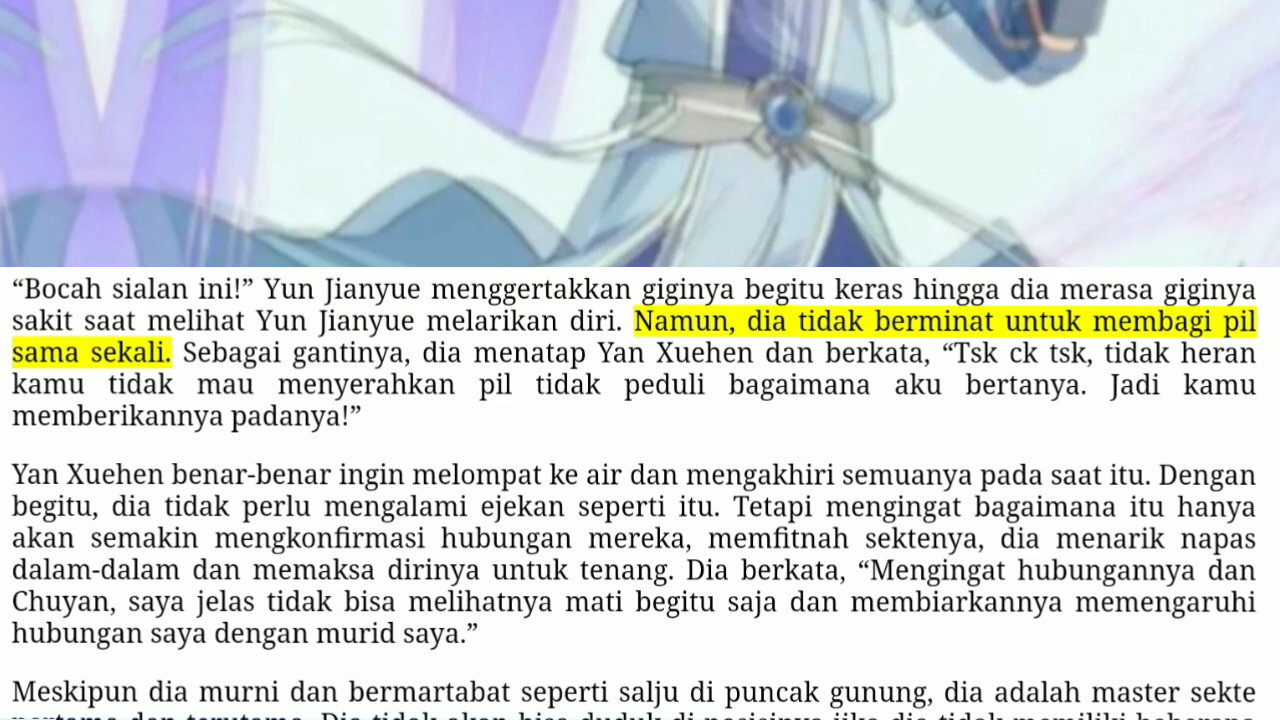 “Bocah sialan ini!” Yun Jianyue menggertakkan giginya begitu keras hingga dia merasa giginya
sakit saat melihat Yun Jianyue melarikan diri. Namun, dia tidak berminat untuk membagi pil
sama sekali. Sebagai gantinya, dia menatap Yan Xuehen dan berkata, “Tsk ck tsk, tidak heran
kamu tidak mau menyerahkan pil tidak peduli bagaimana aku bertanya. Jadi kamu
memberikannya padanya!”
Yan Xuehen benar-benar ingin melompat ke air dan mengakhiri semuanya pada saat itu. Dengan
begitu, dia tidak perlu mengalami ejekan seperti itu. Tetapi mengingat bagaimana itu hanya
akan semakin mengkonfirmasi hubungan mereka, memfitnah sektenya, dia menarik napas
dalam-dalam dan memaksa dirinya untuk tenang. Dia berkata, “Mengingat hubungannya dan
Chuyan, saya jelas tidak bisa melihatnya mati begitu saja dan membiarkannya memengaruhi
hubungan saya dengan murid saya.”
Meskipun dia murni dan bermartabat seperti salju di puncak gunung, dia adalah master sekte